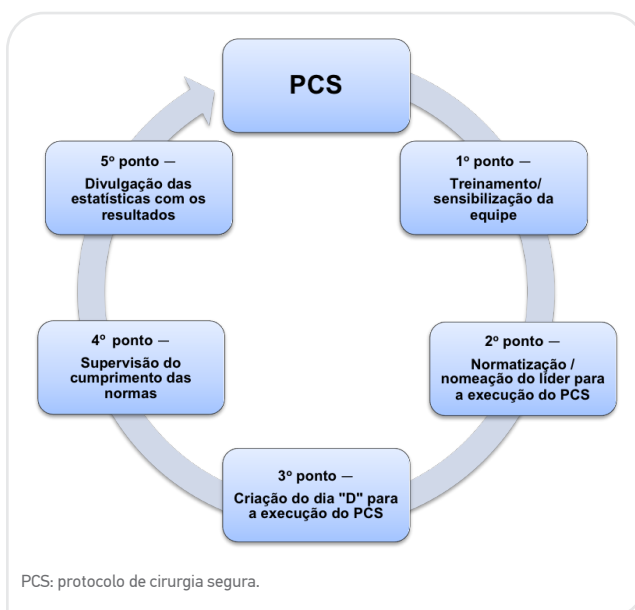 PCS
1º ponto —
Treinamento/
sensibilização da
equipe
2º ponto —
Normatização /
nomeação do líder para
a execução do PCS
3º ponto —
Criação do dia "D" para
a execução do PCS
4º ponto —
Supervisão do
cumprimento das
normas
5º ponto —
Divulgação das
estatísticas com os
resultados
PCS: protocolo de cirurgia segura.